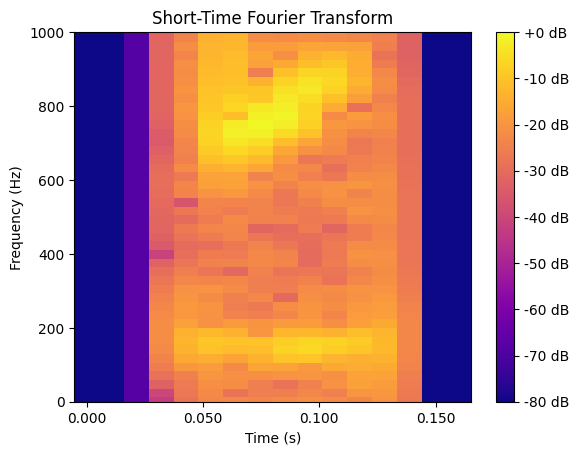 Short-Time Fourier Transform
1000
800
600
400
200
0
Frequency (Hz)
0.000
0.050
0.100
0.150
Time (s)
+0 dB
-10 dB
-20 dB
-30 dB
-40 dB
-50 dB
-60 dB
-70 dB
-80 dB